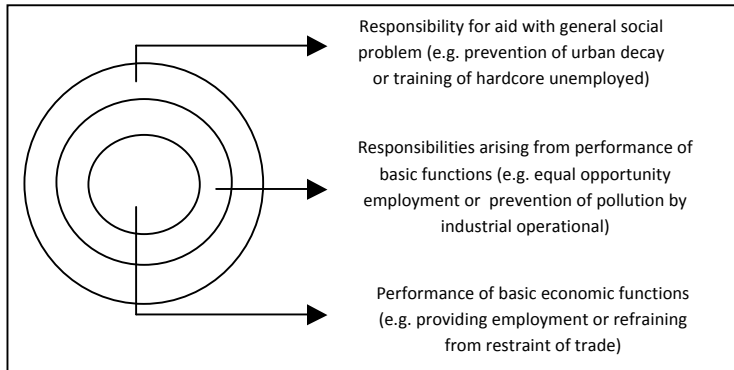 Responsibility for aid with general social
problem (e.g. prevention of urban decay
or training of hardcore unemployed)
Responsibilities arising from performance of
basic functions (e.g. equal opportunity
employment or prevention of pollution by
industrial operational)
Performance of basic economic functions
(e.g. providing employment or refraining
from restraint of trade)